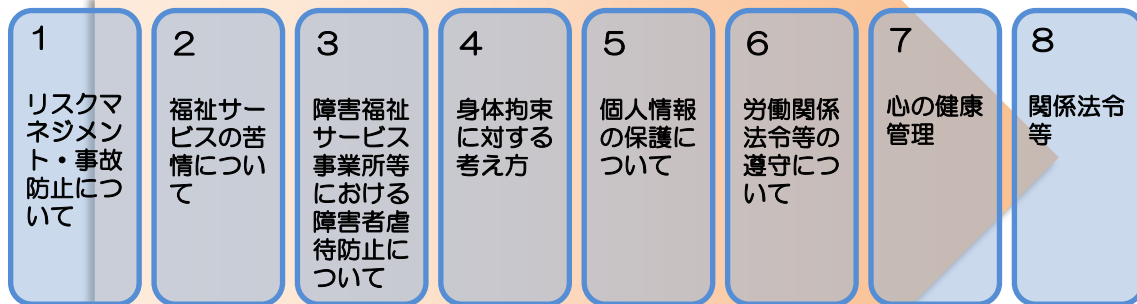 1
リスクマ
ネジメン
ト・事故
防止につ
いて
2
福祉サー
ビスの苦
情につい
て
3
障害福祉
サービス
事業所等
における
障害者虐
待防止に
ついて
4
身体拘束
に対する
考え方
5
個人情報
の保護に
ついて
6
労働関係
法令等の
遵守につ
いて
7
心の健康
管理
8
関係法令
等